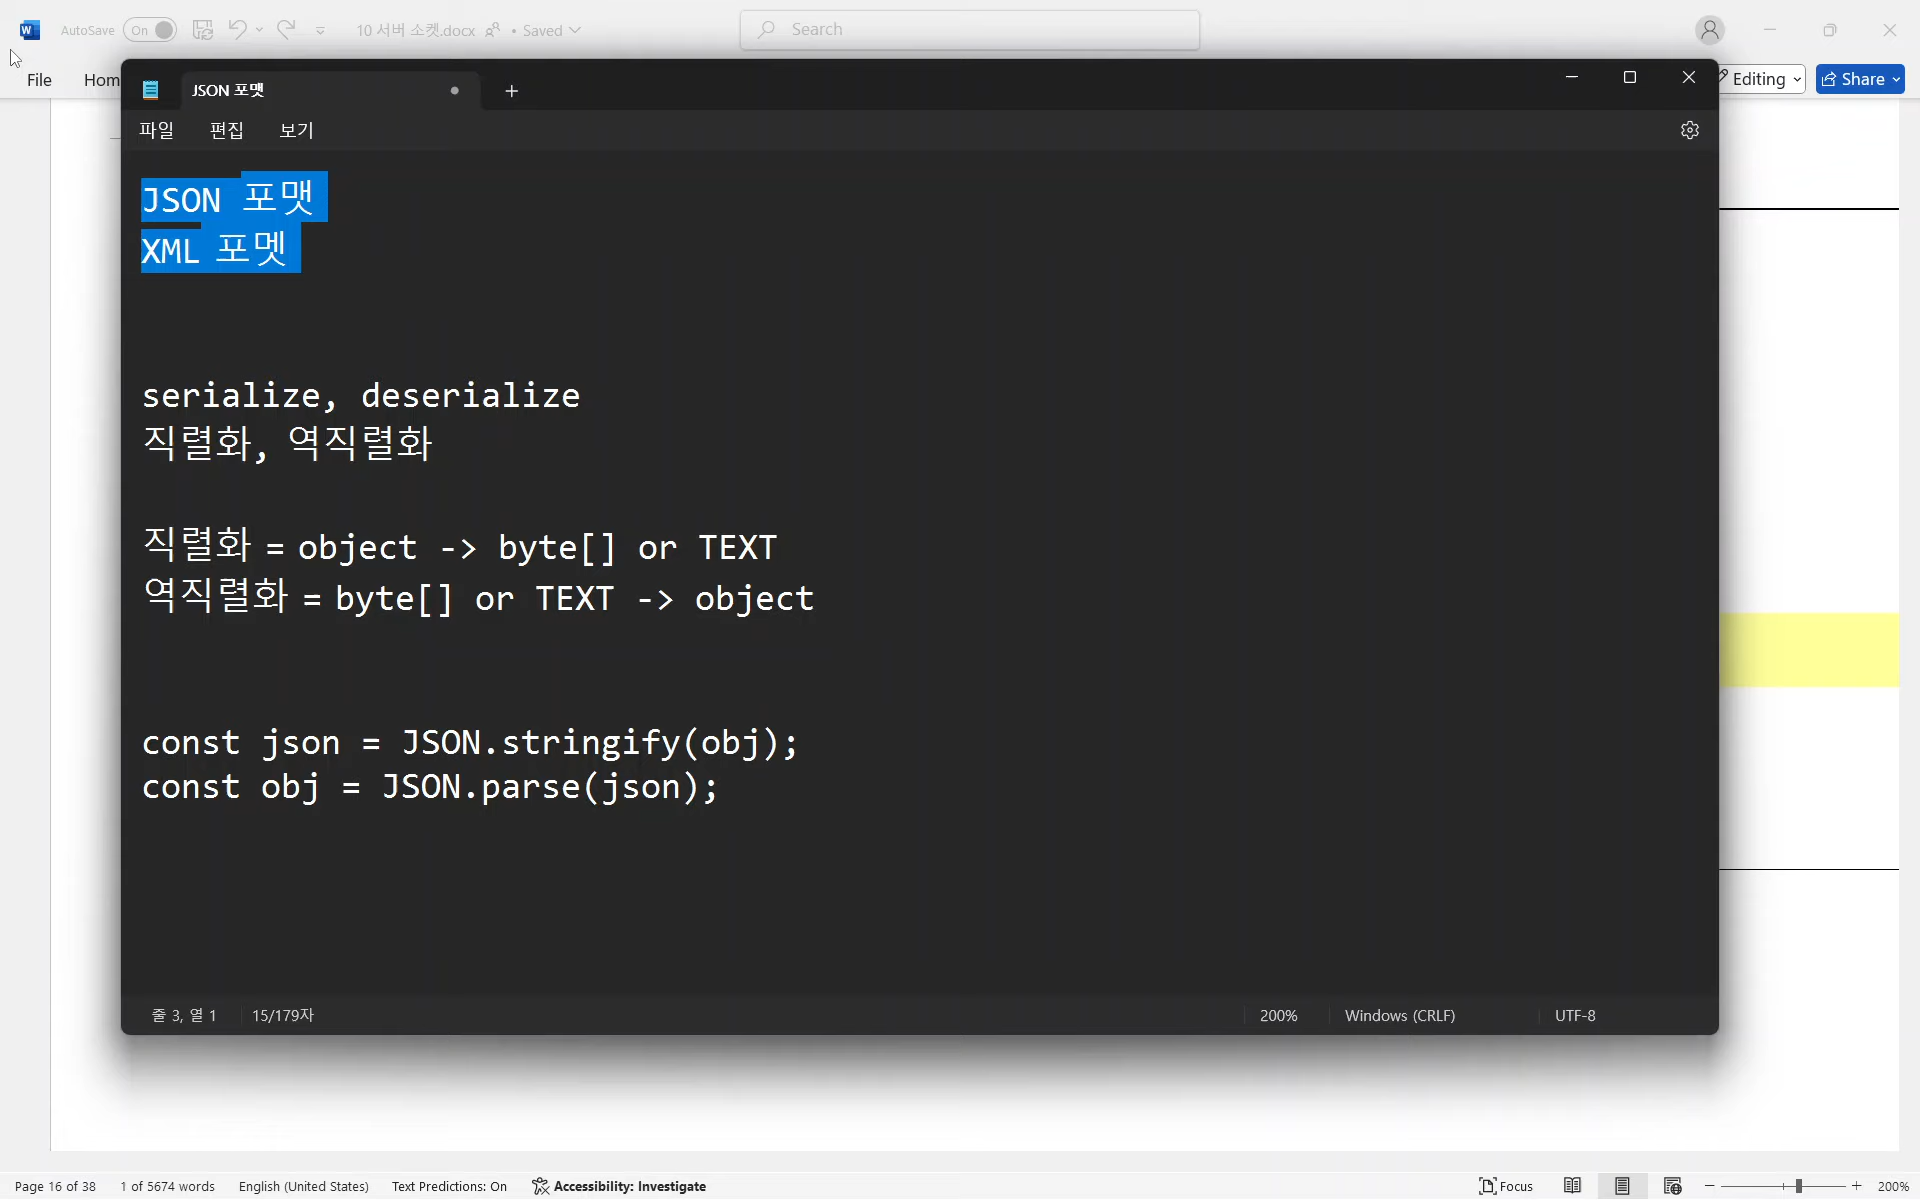 AutoSave On 10 서버 소켓.docx • Saved Search
File Hom Editing Share
JSON 포맷
파일 편집 보기
JSON 포맷
XML 포멧
serialize, deserialize
직렬화, 역직렬화
직렬화 = object -> byte[] or TEXT
역직렬화 = byte[] or TEXT -> object
const json = JSON.stringify(obj);
const obj = JSON.parse(json);
줄 3, 열 1 15/179자 200% Windows (CRLF) UTF-8
Page 16 of 38 1 of 5674 words English (United States) Text Predictions: On Accessibility: Investigate Focus 200%